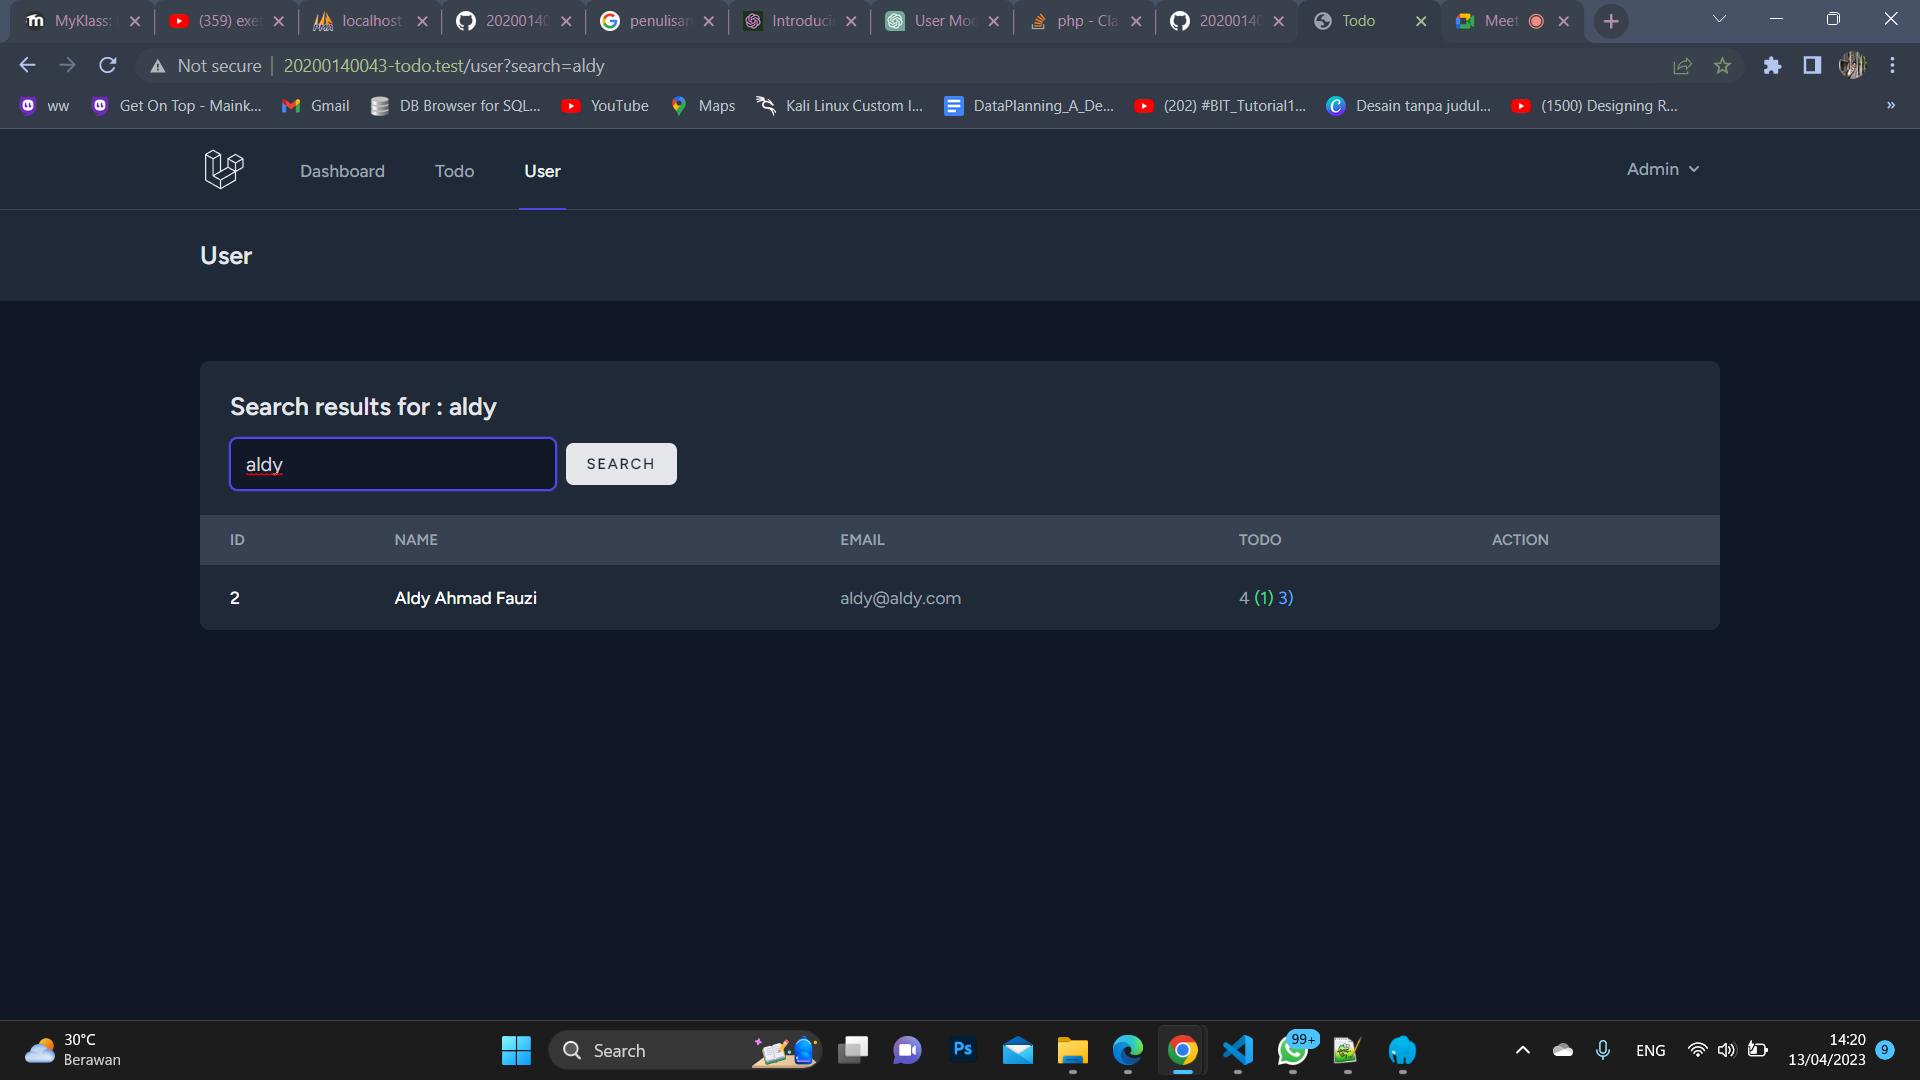 MyKlass:
(359) exe
localhost
20200140
penulisan
Introduci
User Mod
php - Cla
20200140
Todo
Meet
Not secure
20200140043-todo.test/user?search=aldy
ww
Get On Top - Maink...
Gmail
DB Browser for SQL...
YouTube
Maps
Kali Linux Custom I...
DataPlanning_A_De...
(202) #BIT_Tutorial1...
Desain tanpa judul...
(1500) Designing R...
»
Dashboard
Todo
User
Admin
User
Search results for : aldy
aldy
SEARCH
ID NAME EMAIL TODO ACTION
2 Aldy Ahmad Fauzi aldy@aldy.com 4 (1) 3)
30°C
Berawan
Search
Ps
99+
ENG
14:20
13/04/2023
9